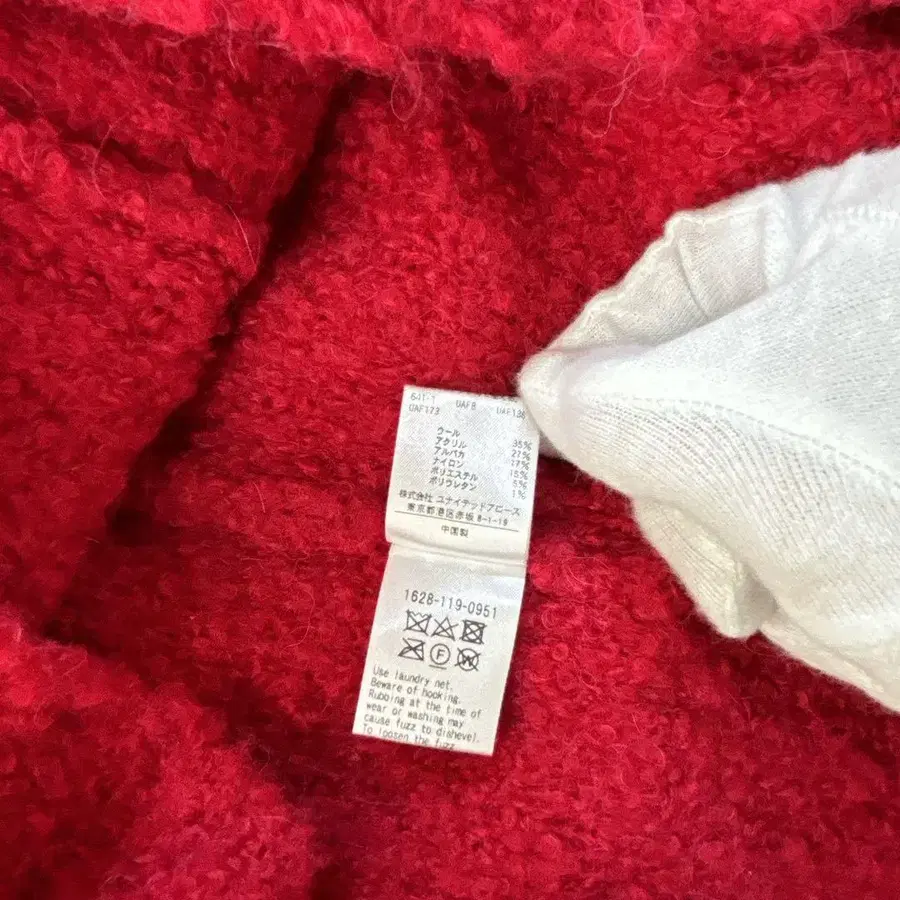 641-1 UAF8 UAF138
UAF173
ウール 35%
アクリル 21%
アルパカ 17%
ナイロン 15%
ポリエステル
ポリウレタン 1%
株式会社 ユナイテッドアローズ
東京都港区赤坂 8-1-19
中国製
1628-119-0951
F
W
Use laundry net.
Beware of hooking.
Rubbing at the time of
wear or washing may
cause fuzz to dishevel.
To loosen the fuzz